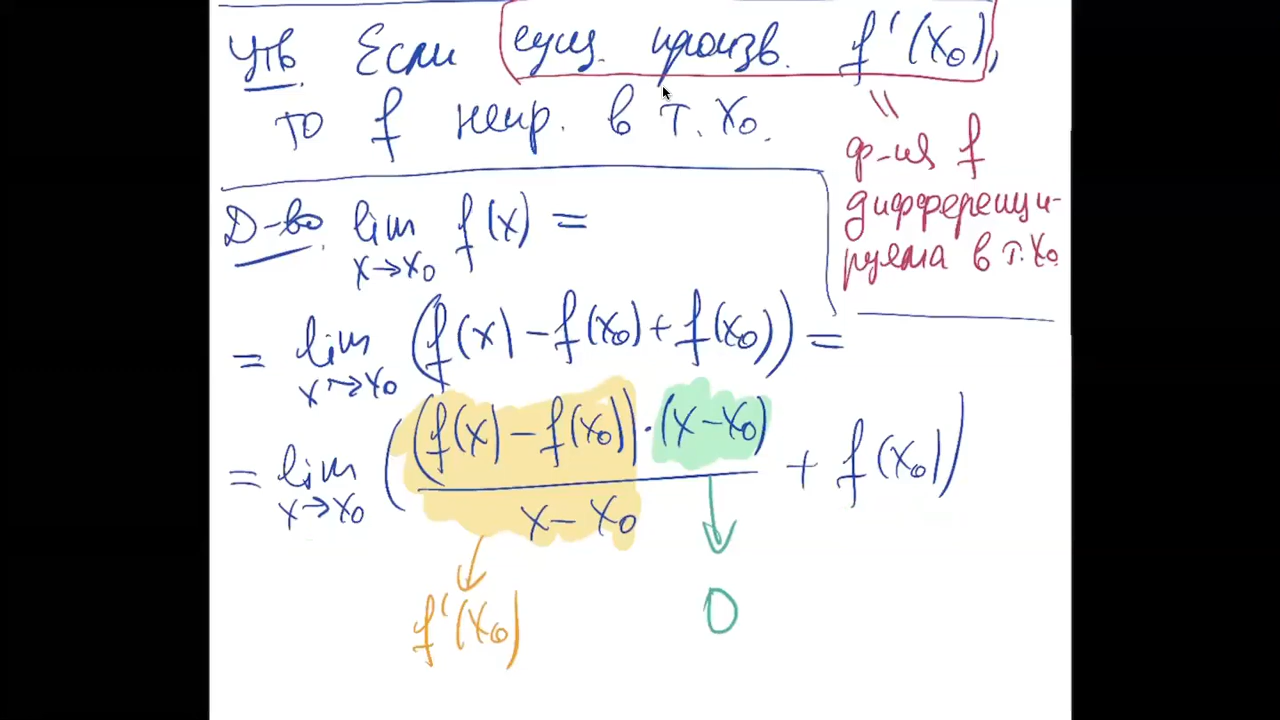 Утв. Если сущ. произв. f'(x₀),
то f непр. в т. x₀.
\\
ф-ия f
дифференци-
руема в т. x₀
Д-во. lim f(x) =
x→x₀
= lim (f(x) − f(x₀) + f(x₀)) =
x→x₀
= lim ( (f(x) − f(x₀)) · (x − x₀) + f(x₀))
x→x₀
x − x₀
f'(x₀)
0